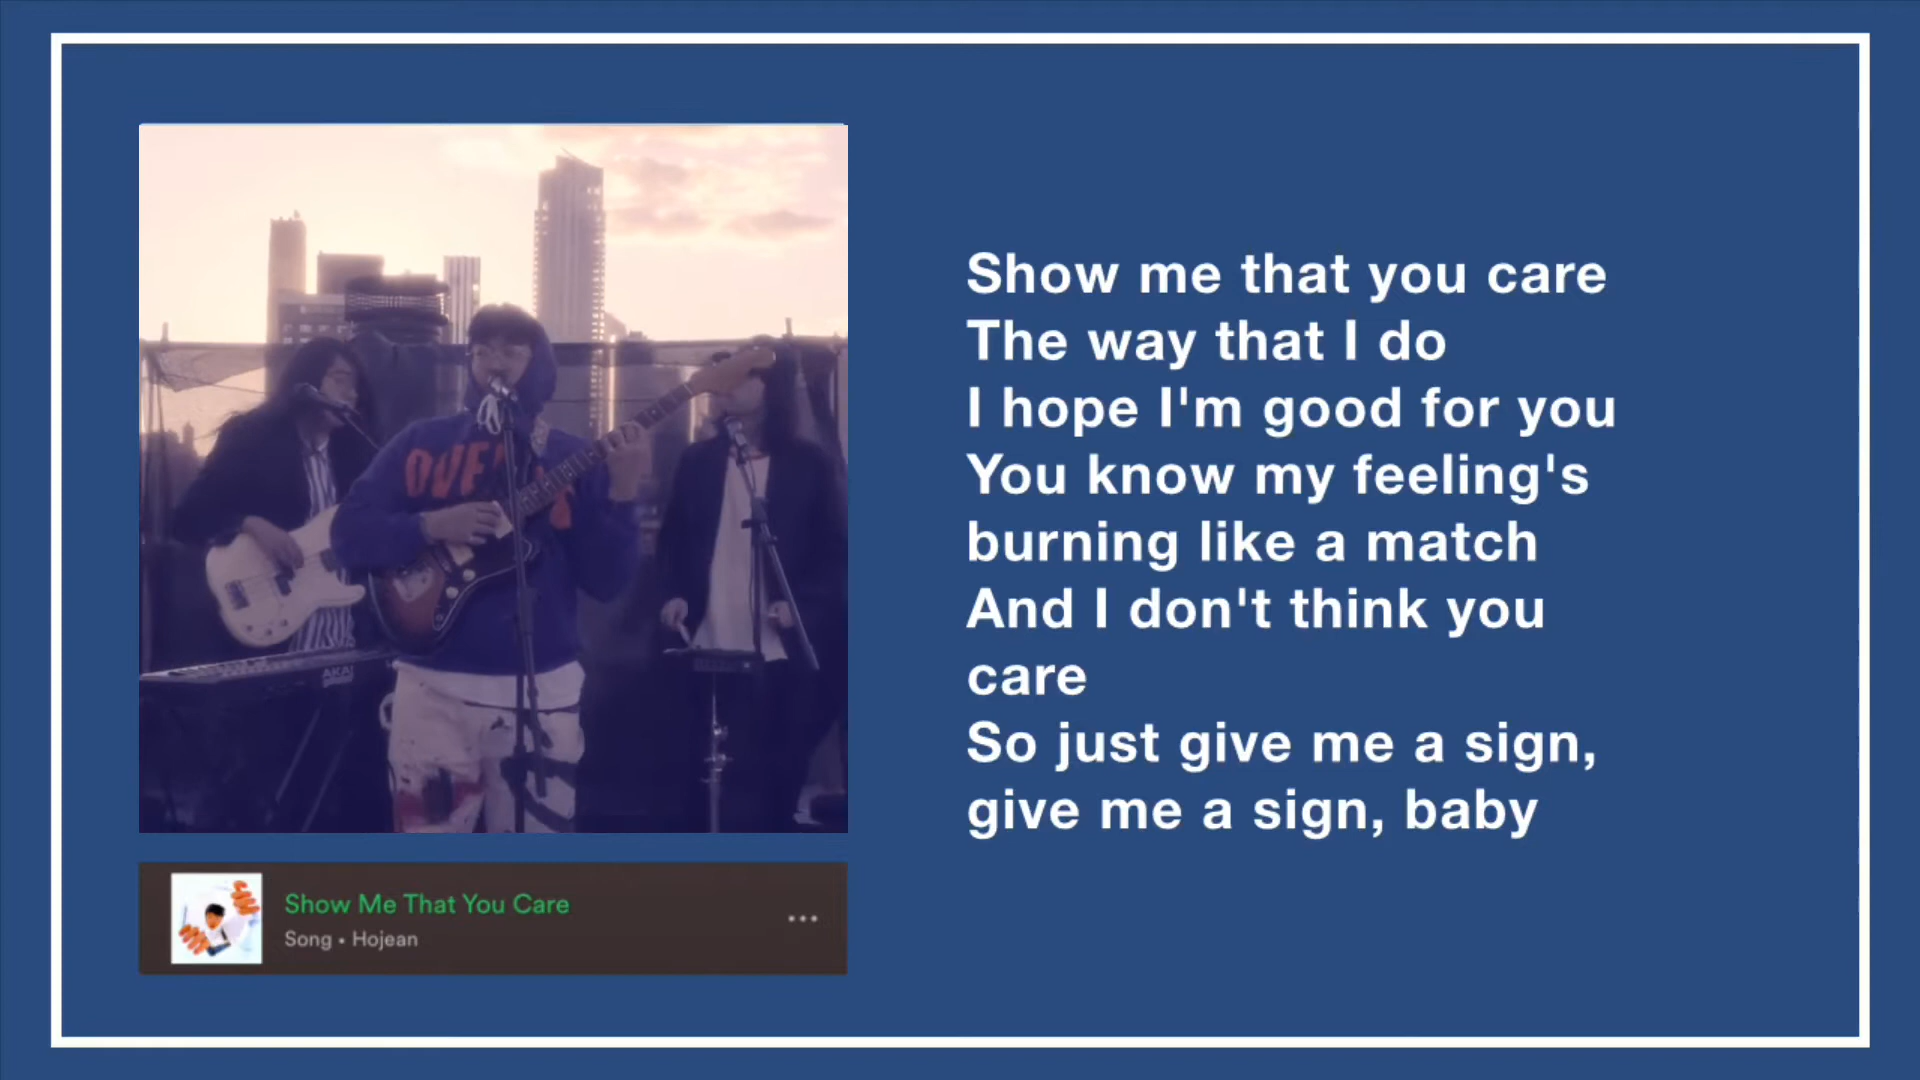 Show me that you care
The way that I do
I hope I'm good for you
You know my feeling's
burning like a match
And I don't think you
care
So just give me a sign,
give me a sign, baby
AKAI
Show Me That You Care
Song • Hojean